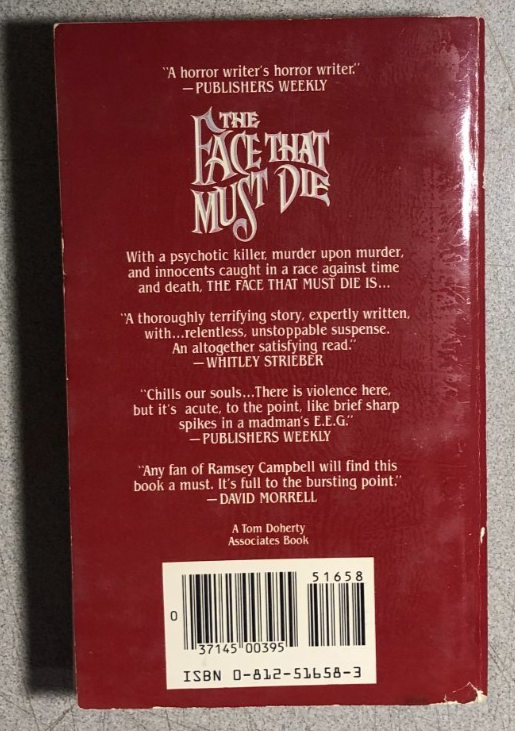 "A horror writer's horror writer."
—PUBLISHERS WEEKLY
THE
FACE THAT
MUST DIE
With a psychotic killer, murder upon murder,
and innocents caught in a race against time
and death, THE FACE THAT MUST DIE IS...
"A thoroughly terrifying story, expertly written,
with...relentless, unstoppable suspense.
An altogether satisfying read."
—WHITLEY STRIEBER
"Chills our souls...There is violence here,
but it's acute, to the point, like brief sharp
spikes in a madman's E.E.G."
—PUBLISHERS WEEKLY
"Any fan of Ramsey Campbell will find this
book a must. It's full to the bursting point."
—DAVID MORRELL
A Tom Doherty
Associates Book
51658
0
37145 00395
ISBN 0-812-51658-3